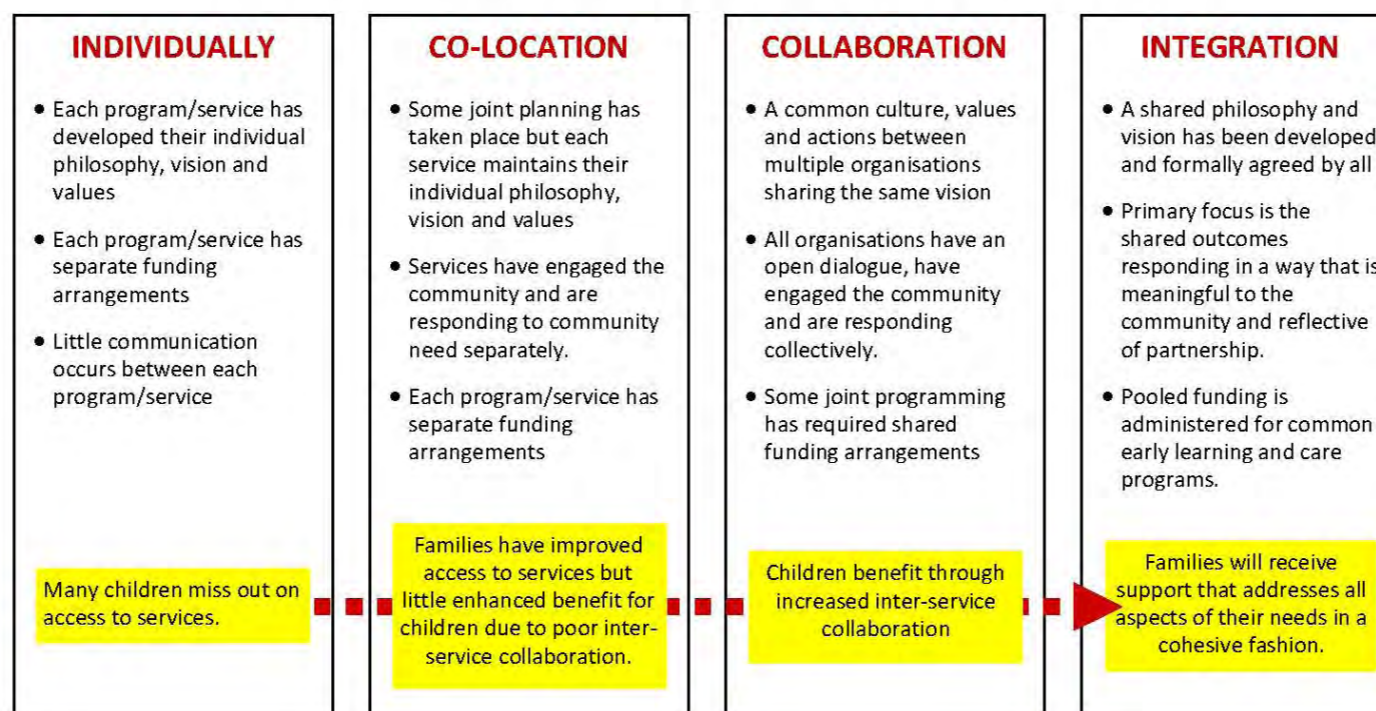 INDIVIDUALLY
• Each program/service has
developed their individual
philosophy, vision and
values
• Each program/service has
separate funding
arrangements
• Little communication
occurs between each
program/service
Many children miss out on
access to services.
CO-LOCATION
• Some joint planning has
taken place but each
service maintains their
individual philosophy,
vision and values
• Services have engaged the
community and are
responding to community
need separately.
• Each program/service has
separate funding
arrangements
Families have improved
access to services but
little enhanced benefit for
children due to poor inter-
service collaboration.
COLLABORATION
• A common culture, values
and actions between
multiple organisations
sharing the same vision
• All organisations have an
open dialogue, have
engaged the community
and are responding
collectively.
• Some joint programming
has required shared
funding arrangements
Children benefit through
increased inter-service
collaboration
INTEGRATION
• A shared philosophy and
vision has been developed
and formally agreed by all
• Primary focus is the
shared outcomes
responding in a way that is
meaningful to the
community and reflective
of partnership.
• Pooled funding is
administered for common
early learning and care
programs.
Families will receive
support that addresses all
aspects of their needs in a
cohesive fashion.